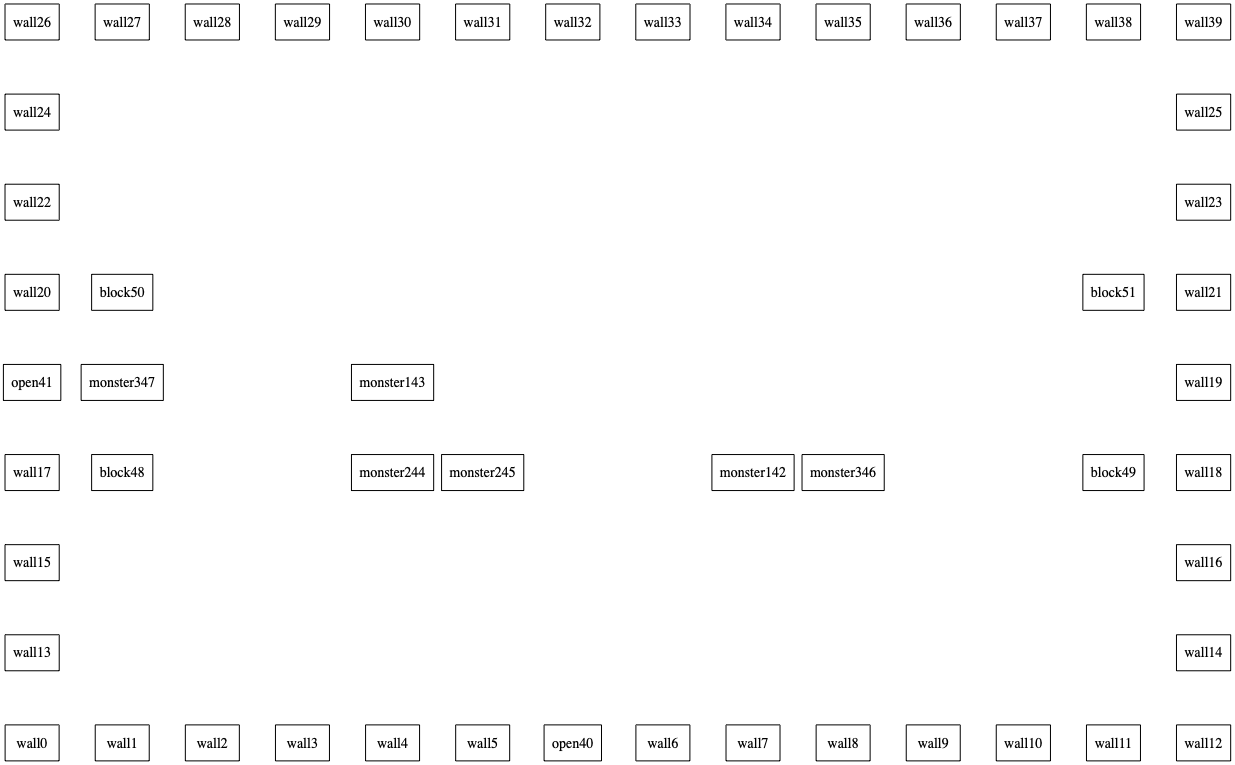 wall26 wall27 wall28 wall29 wall30 wall31 wall32 wall33 wall34 wall35 wall36 wall37 wall38 wall39
wall24 wall25
wall22 wall23
wall20 block50 block51 wall21
open41 monster347 monster143 wall19
wall17 block48 monster244 monster245 monster142 monster346 block49 wall18
wall15 wall16
wall13 wall14
wall0 wall1 wall2 wall3 wall4 wall5 open40 wall6 wall7 wall8 wall9 wall10 wall11 wall12